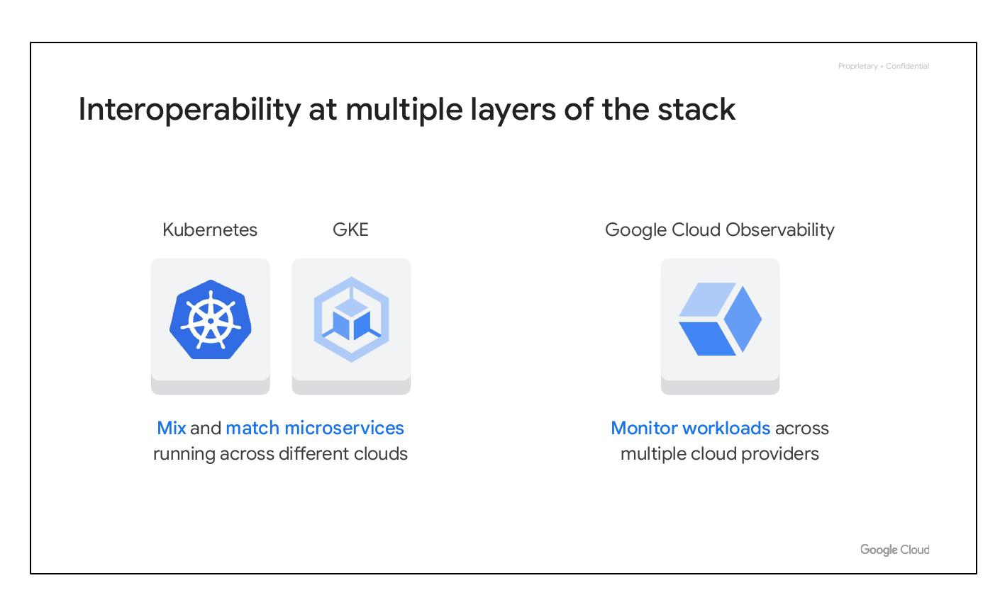 Proprietary + Confidential
Interoperability at multiple layers of the stack
Kubernetes
GKE
Mix and match microservices
running across different clouds
Google Cloud Observability
Monitor workloads across
multiple cloud providers
Google Cloud